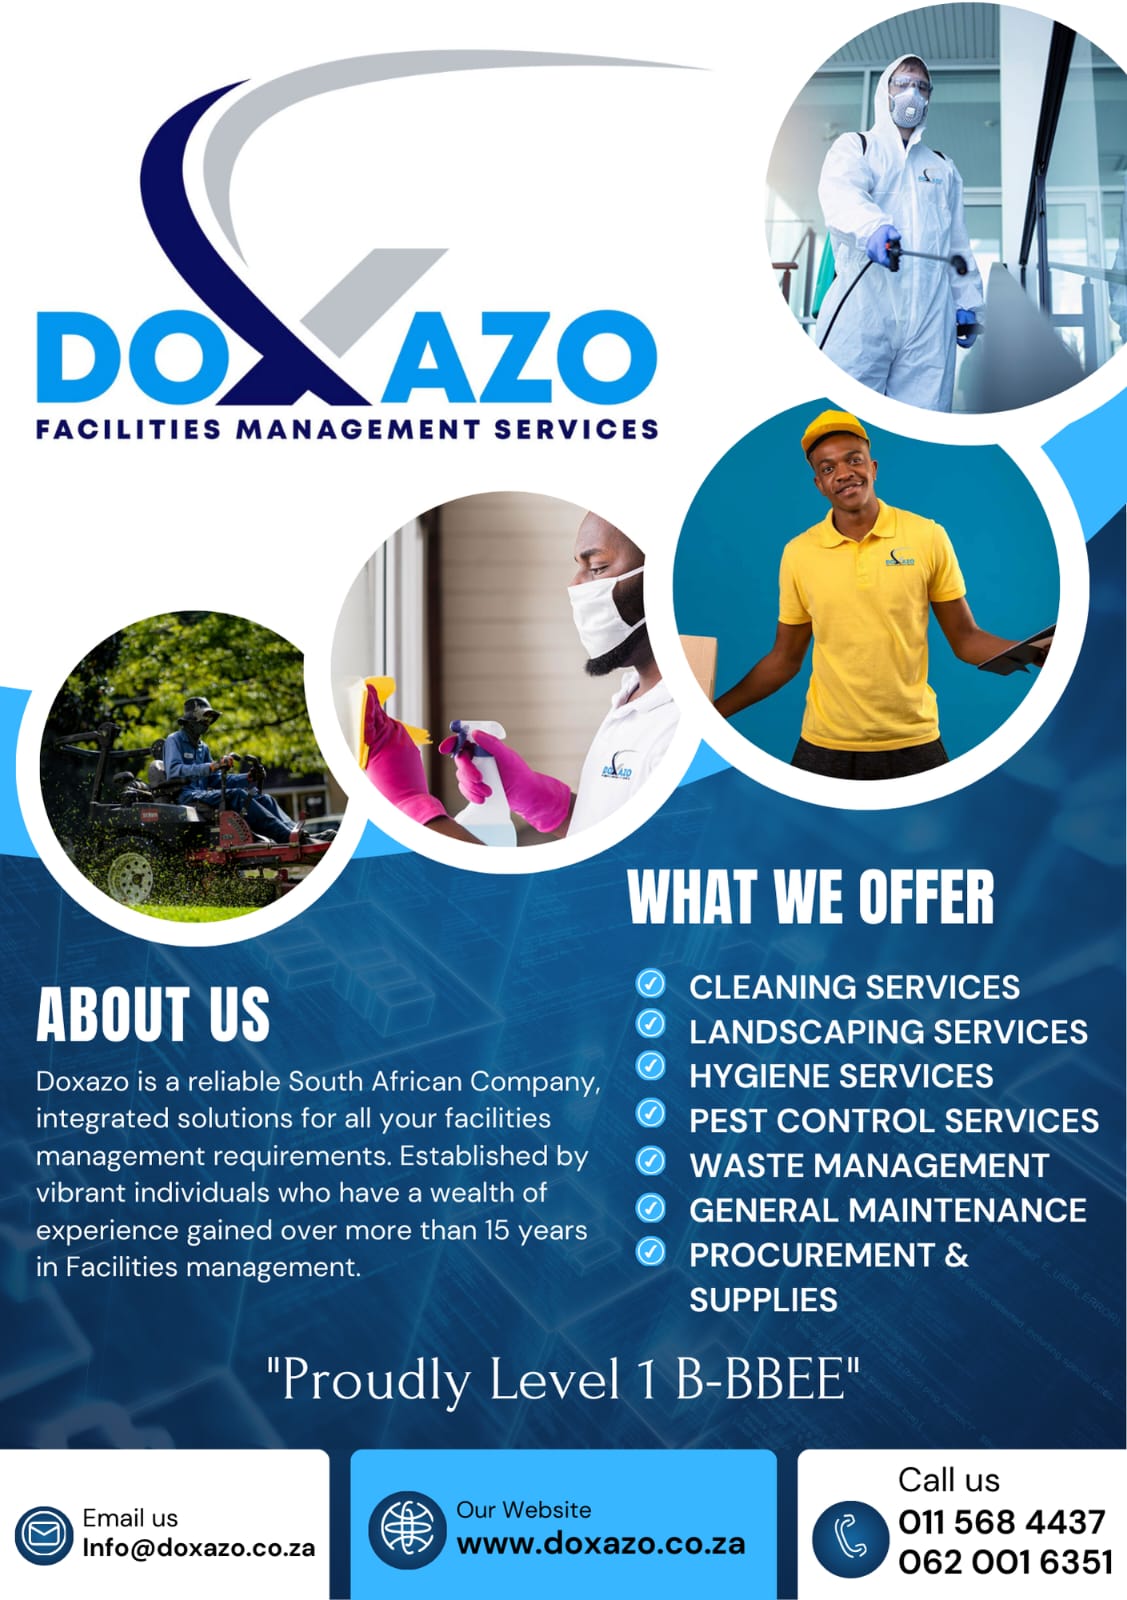 DOXAZO
FACILITIES MANAGEMENT SERVICES
DOXAZO
DOXAZO
DOXAZO
WHAT WE OFFER
CLEANING SERVICES
LANDSCAPING SERVICES
HYGIENE SERVICES
PEST CONTROL SERVICES
WASTE MANAGEMENT
GENERAL MAINTENANCE
PROCUREMENT &
SUPPLIES
ABOUT US
Doxazo is a reliable South African Company,
integrated solutions for all your facilities
management requirements. Established by
vibrant individuals who have a wealth of
experience gained over more than 15 years
in Facilities management.
"Proudly Level 1 B-BBEE"
Email us
Info@doxazo.co.za
Our Website
www.doxazo.co.za
Call us
011 568 4437
062 001 6351